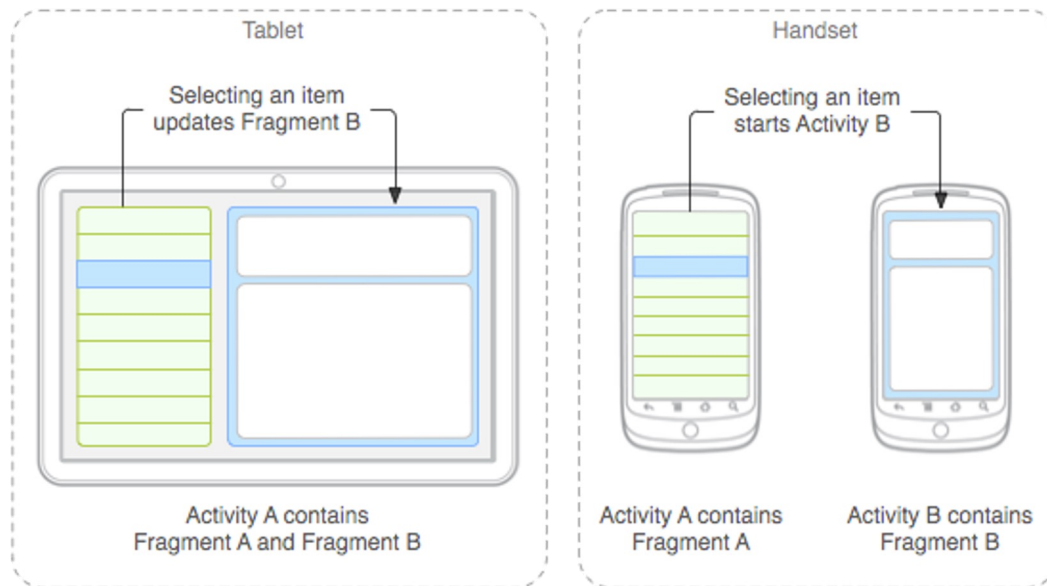 Tablet
Selecting an item
updates Fragment B
Activity A contains
Fragment A and Fragment B
Handset
Selecting an item
starts Activity B
Activity A contains
Fragment A
Activity B contains
Fragment B